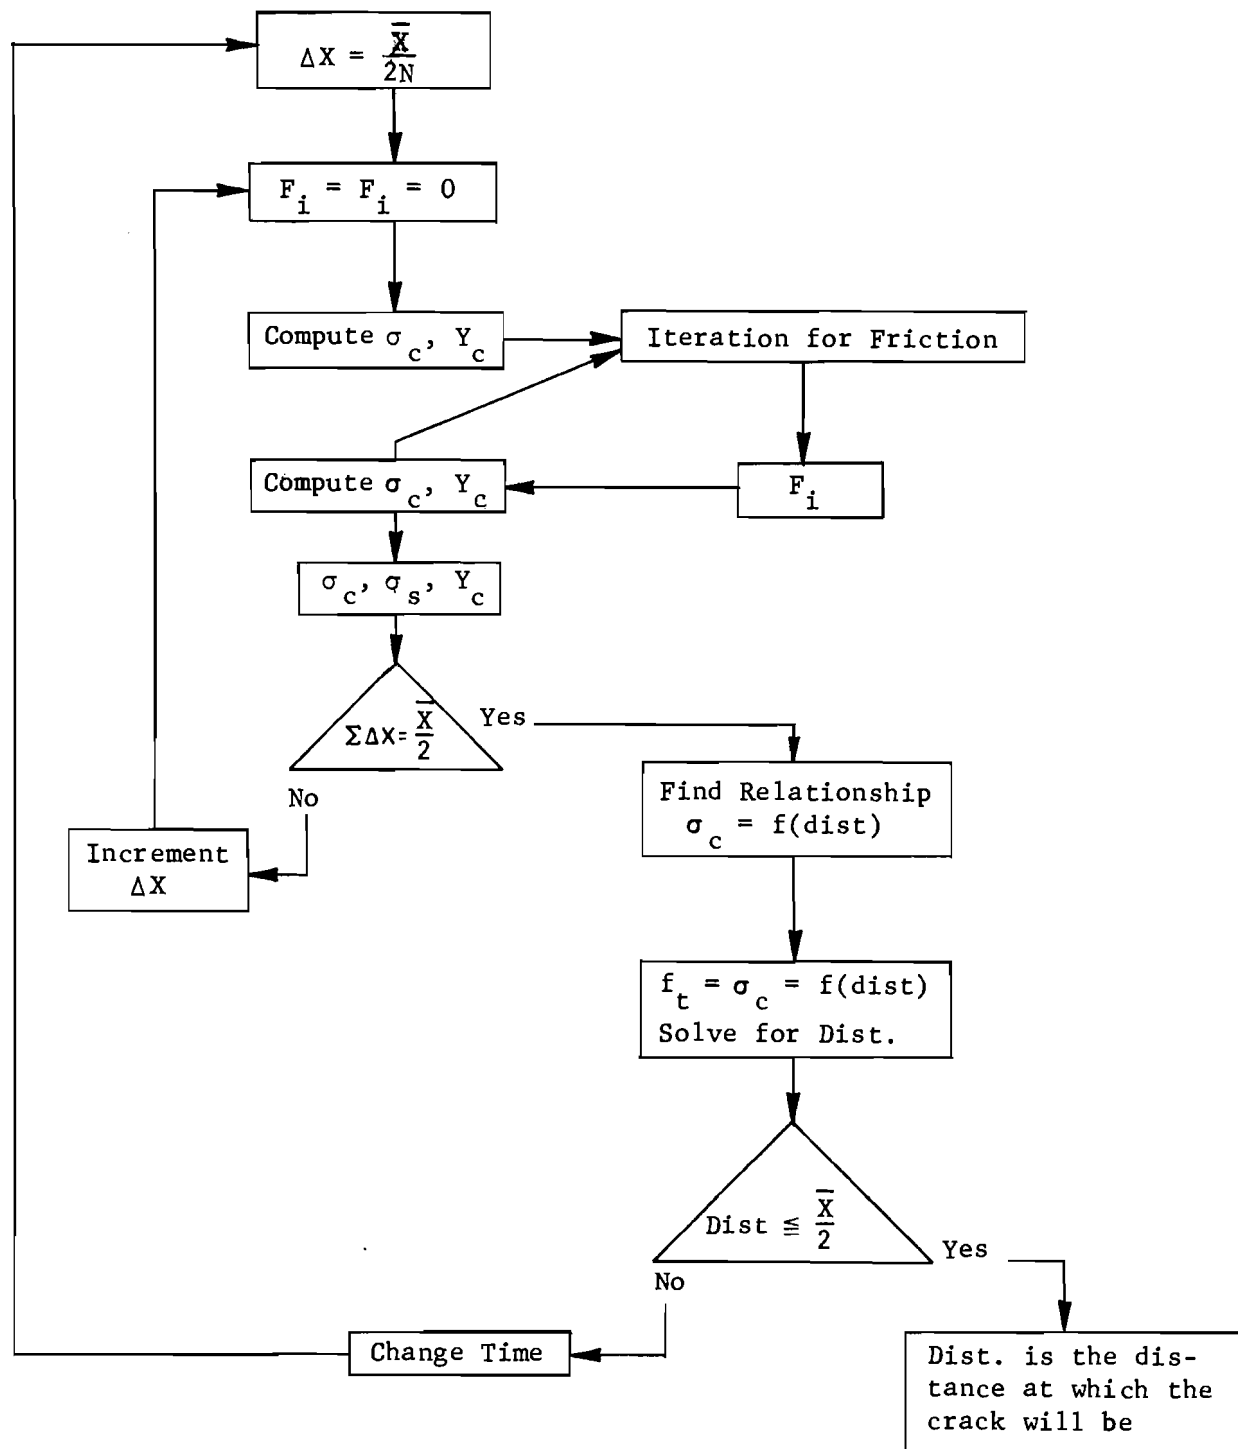 ΔX = X̅/2N
F_i = F_i = 0
Compute σ_c, Y_c
Iteration for Friction
Compute σ_c, Y_c
F_i
σ_c, σ_s, Y_c
ΣΔX = X̅/2
Yes
No
Increment
ΔX
Find Relationship
σ_c = f(dist)
f_t = σ_c = f(dist)
Solve for Dist.
Dist ≦ X̅/2
Yes
No
Change Time
Dist. is the dis-
tance at which the
crack will be